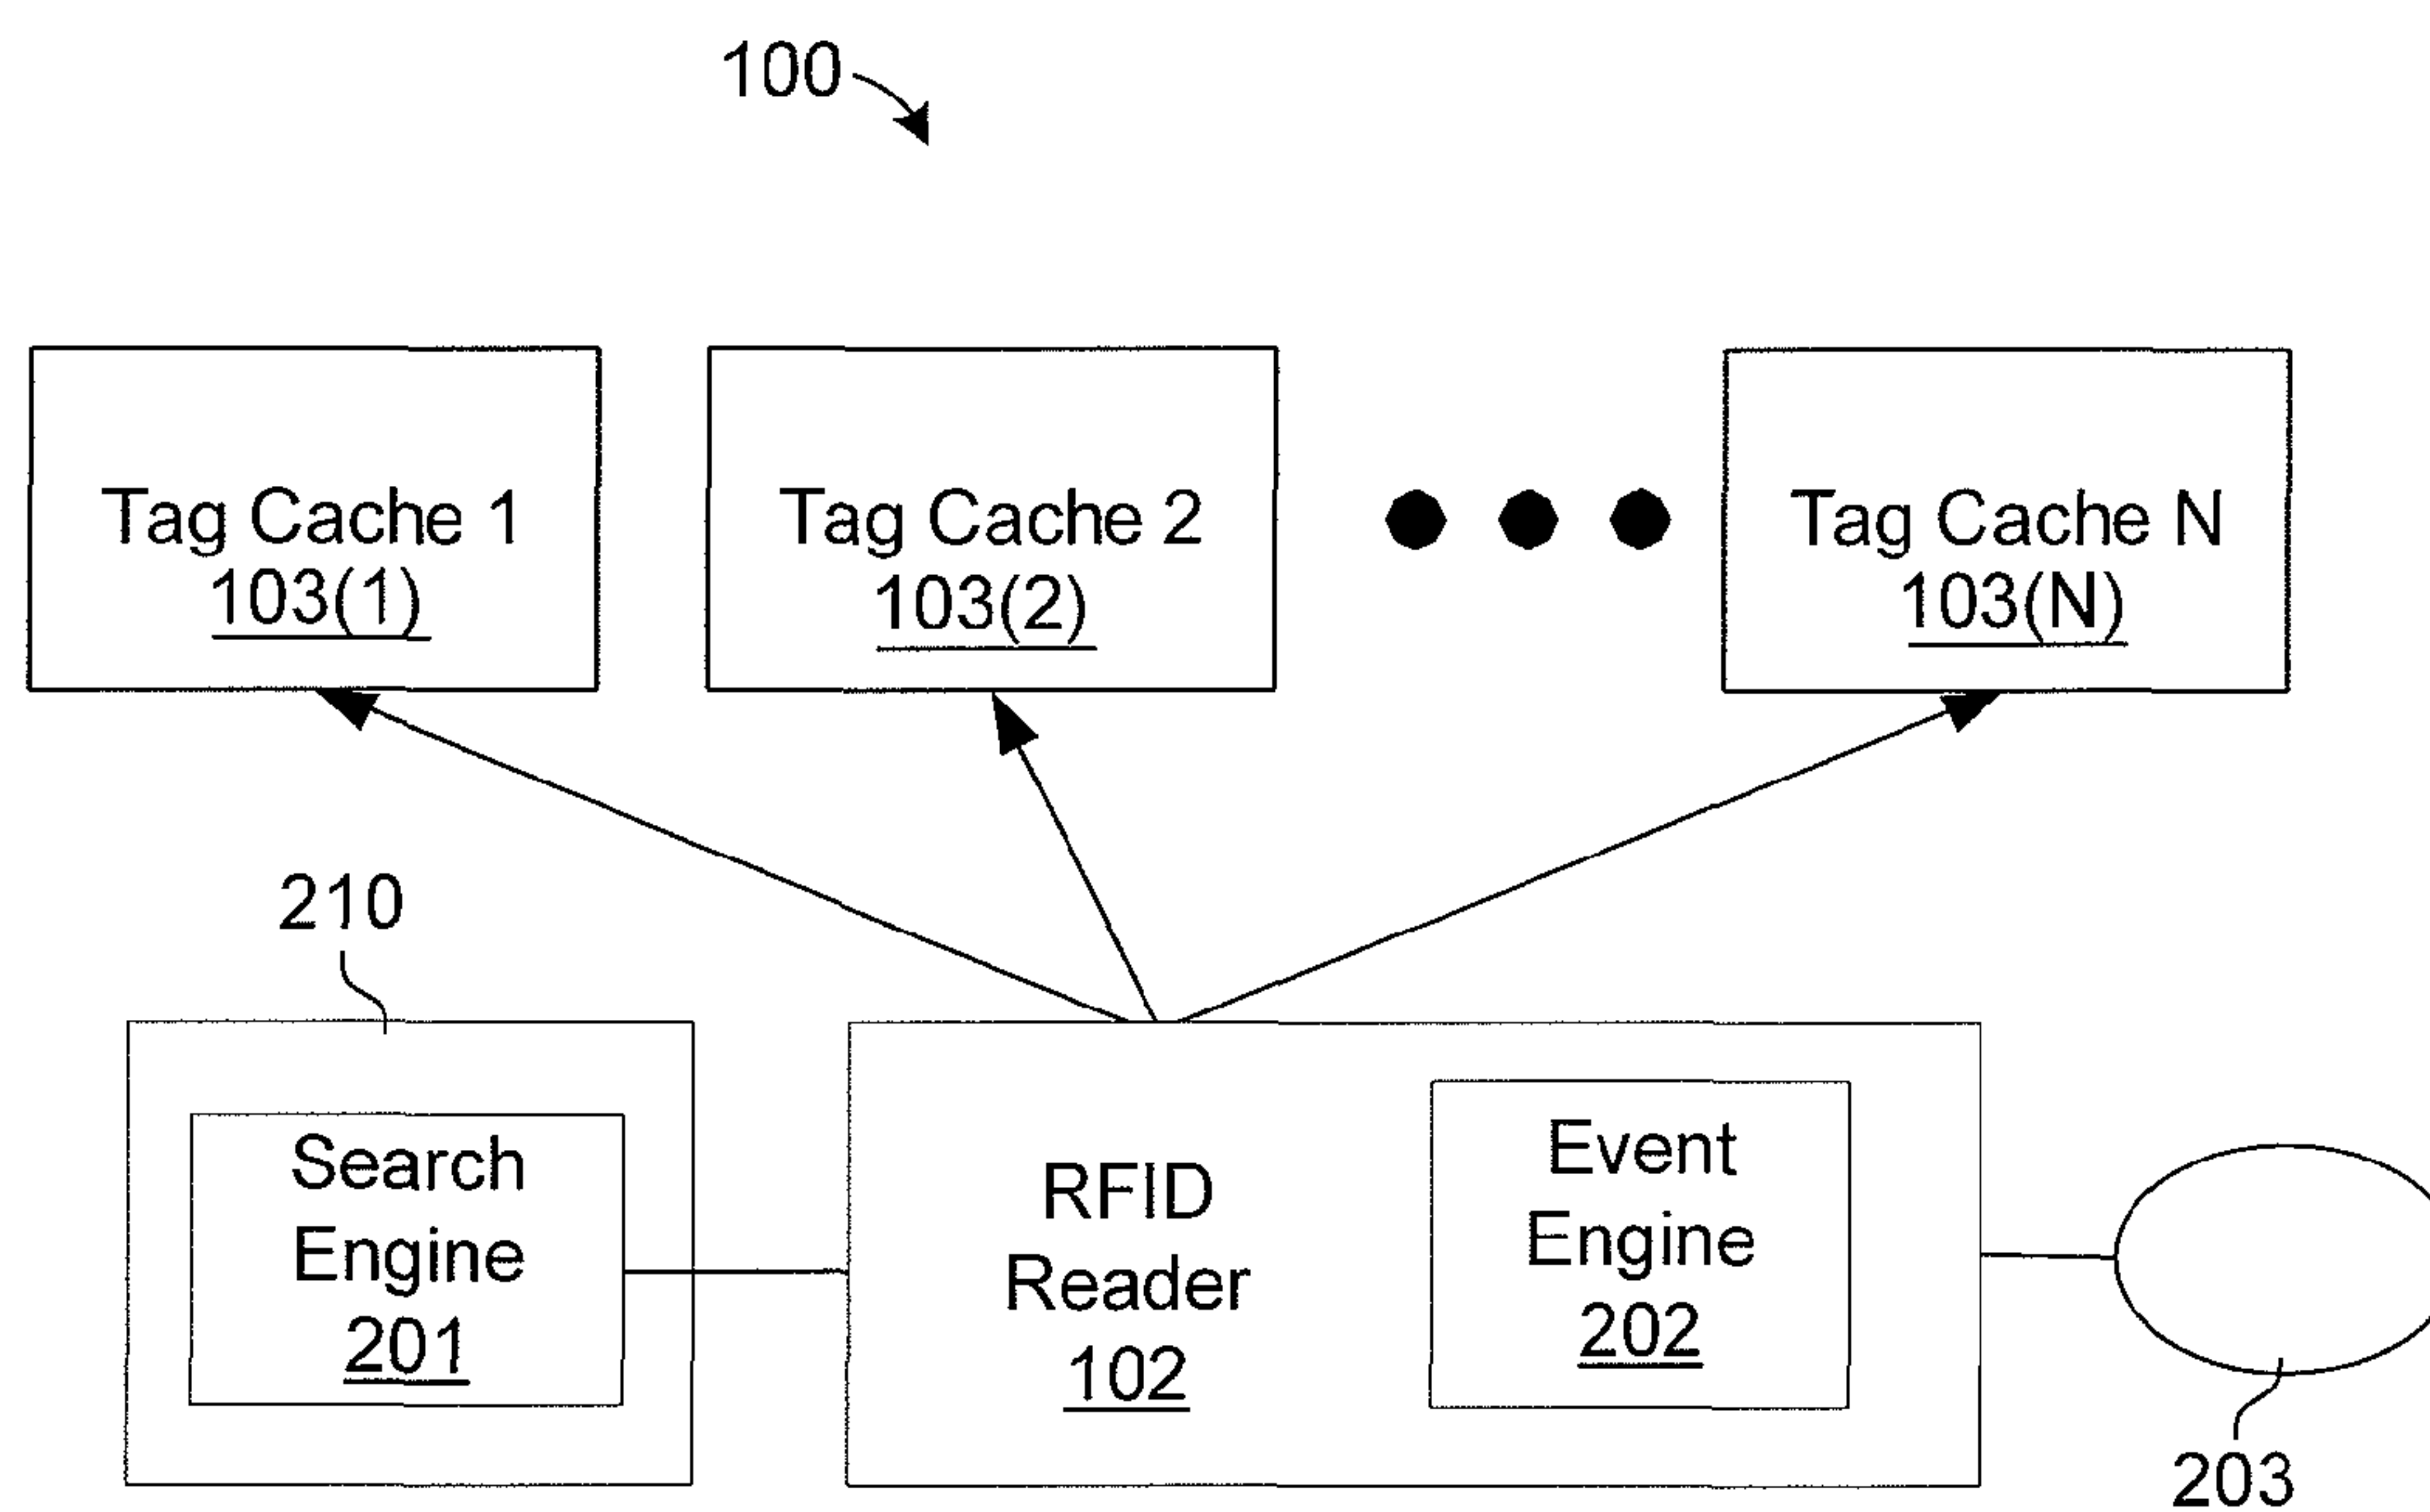 100
Tag Cache 1
103(1)
Tag Cache 2
103(2)
Tag Cache N
103(N)
210
Search
Engine
201
RFID
Reader
102
Event
Engine
202
203